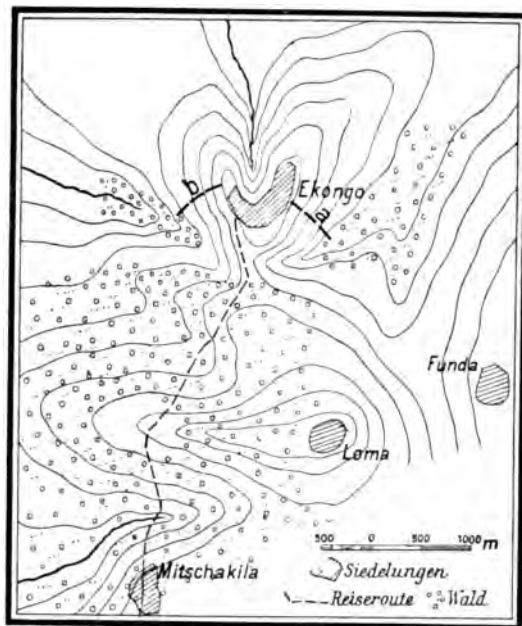 b
Ekongo
a
Funda
Loma
500 0 500 1000 m
Mitschakila
Siedelungen
Reiseroute
Wald